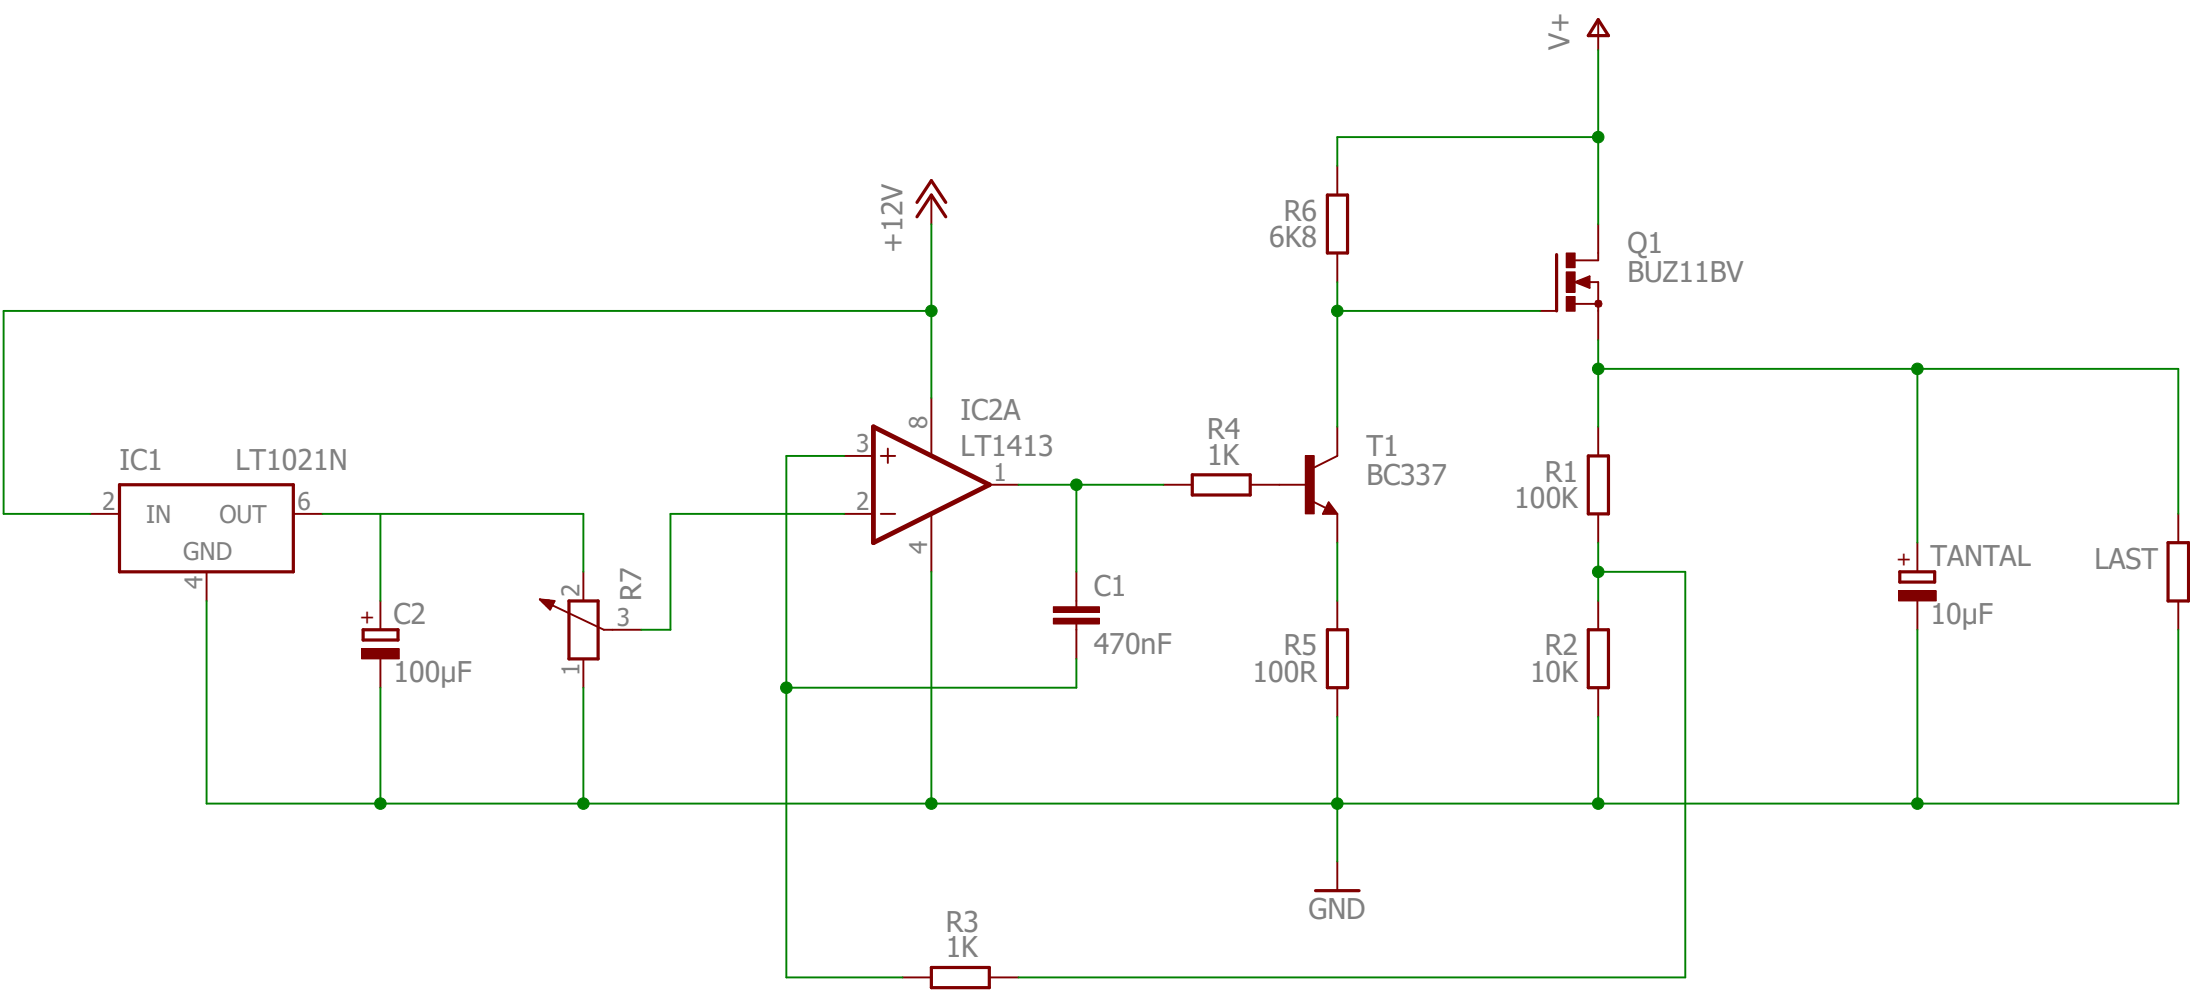 V+
+12V
R6
6K8
Q1
BUZ11BV
IC2A
LT1413
8
3
+
1
2
−
4
IC1
LT1021N
2
IN
OUT
6
GND
4
R4
1K
T1
BC337
R1
100K
+
TANTAL
10µF
LAST
+
C2
100µF
2
R7
3
1
C1
470nF
R5
100R
R2
10K
GND
R3
1K